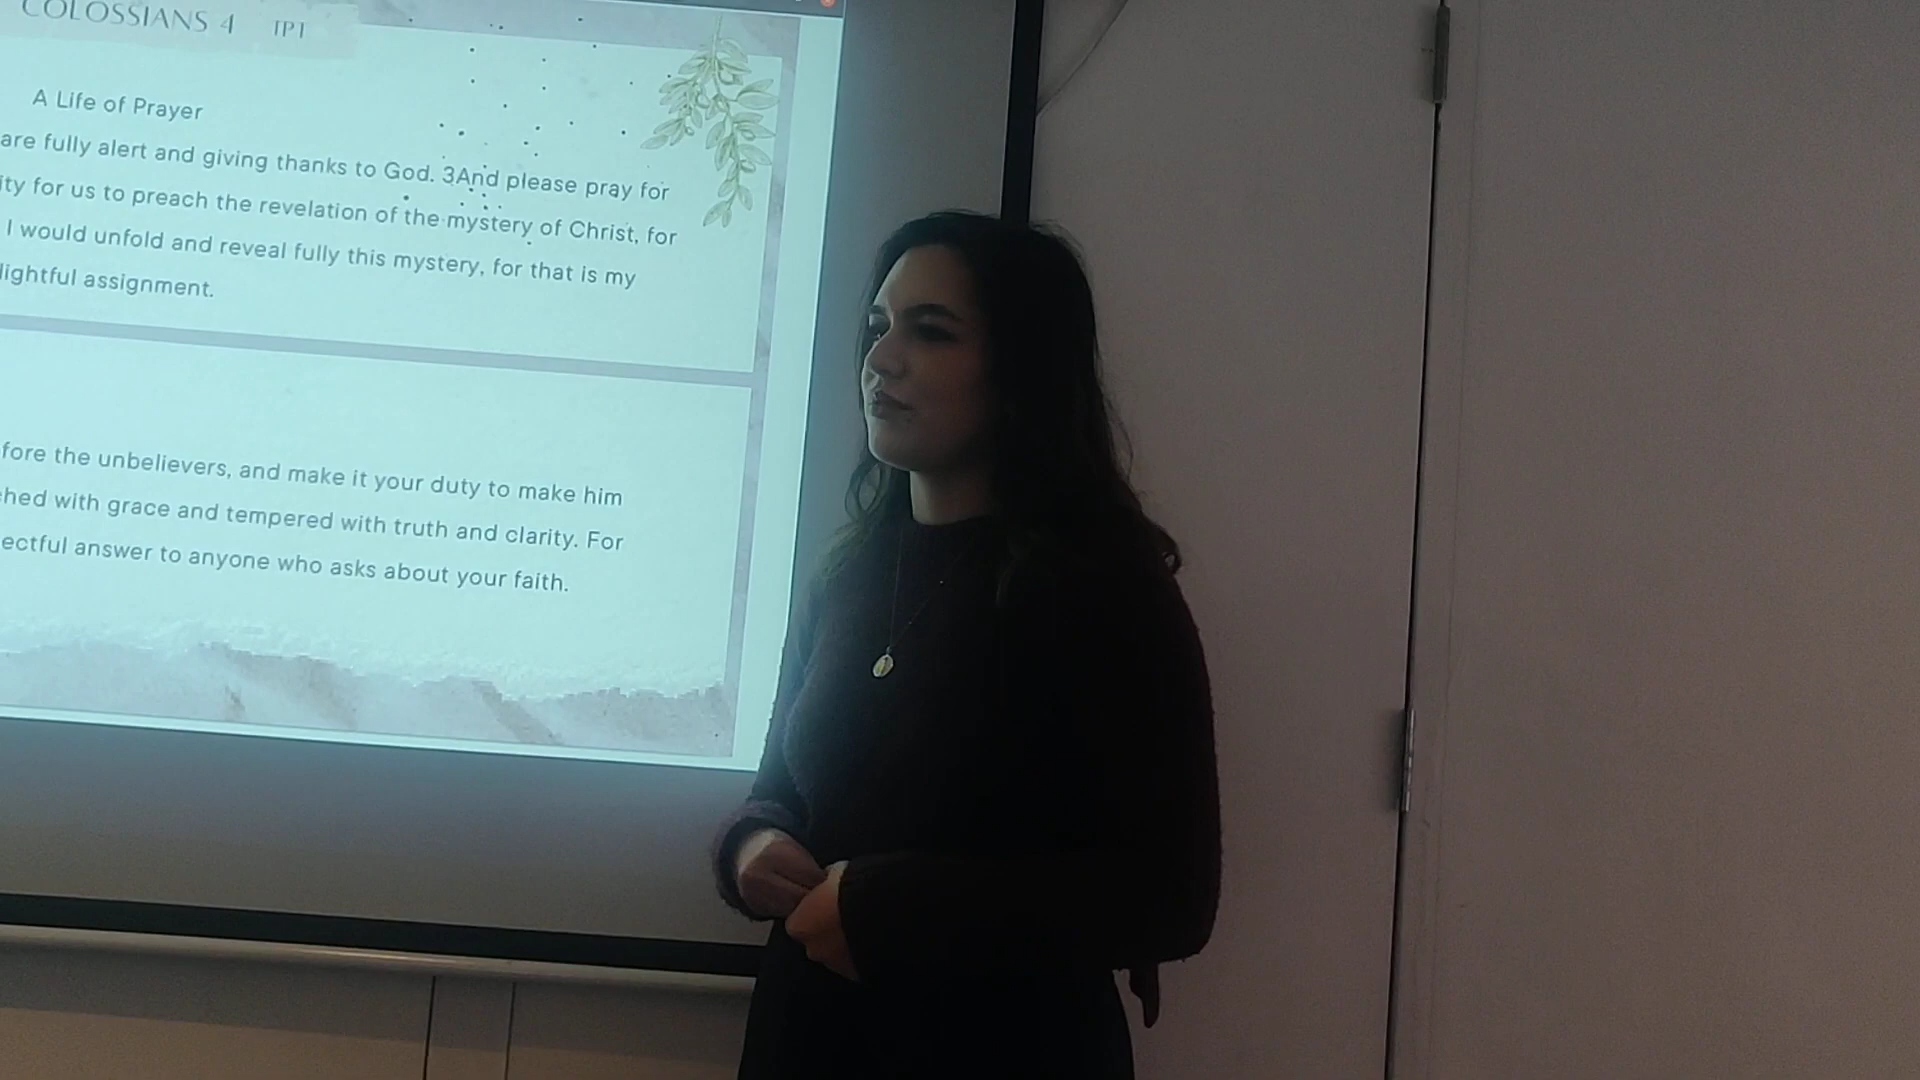 COLOSSIANS 4 TPT
A Life of Prayer
are fully alert and giving thanks to God. 3And please pray for
ity for us to preach the revelation of the mystery of Christ, for
I would unfold and reveal fully this mystery, for that is my
lightful assignment.
fore the unbelievers, and make it your duty to make him
hed with grace and tempered with truth and clarity. For
ectful answer to anyone who asks about your faith.